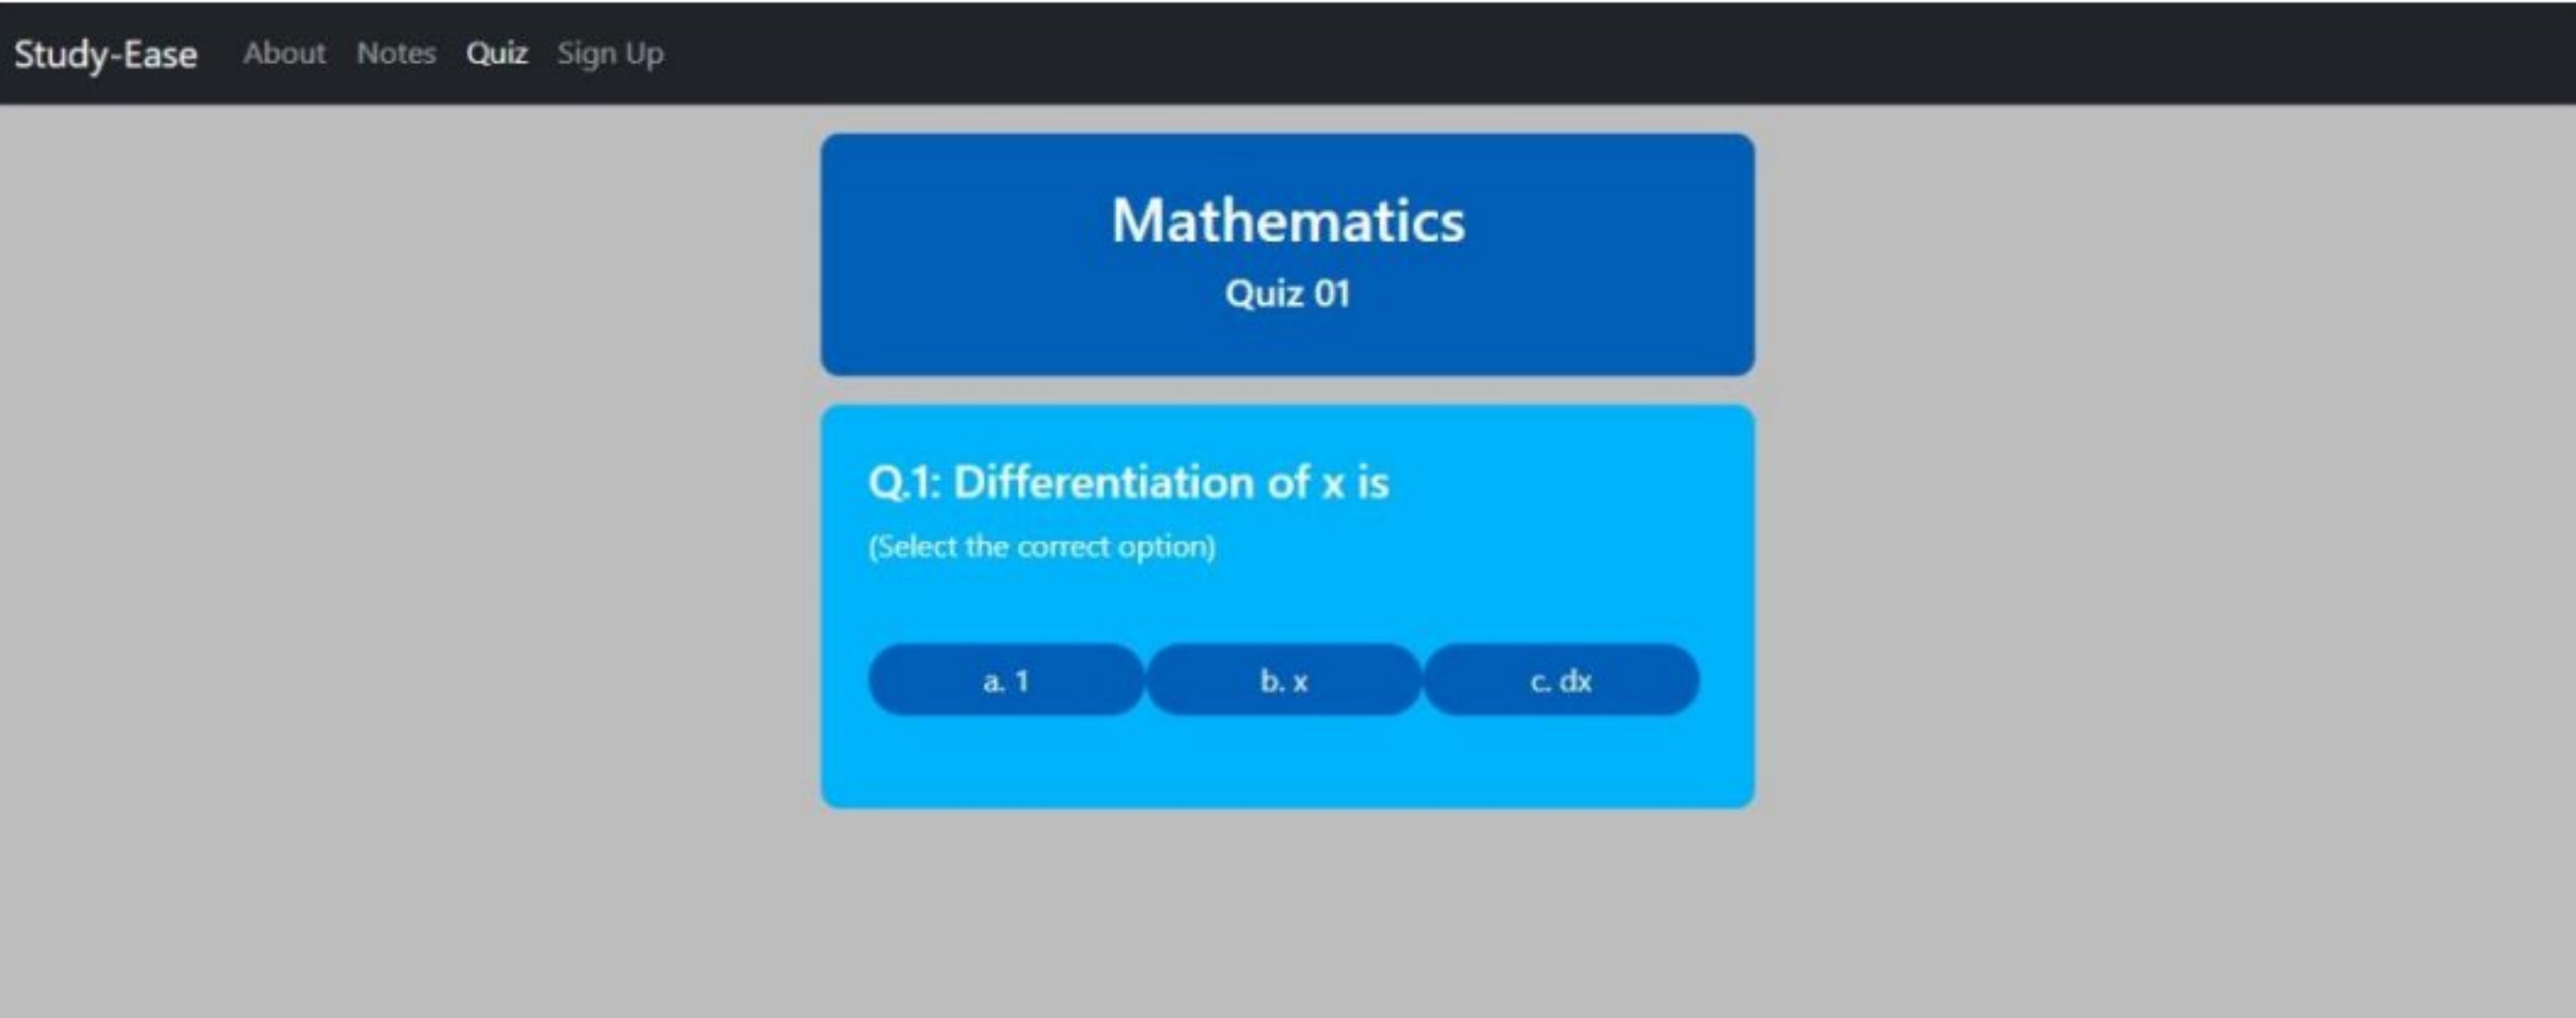 Study-Ease About Notes Quiz Sign Up
Mathematics
Quiz 01
Q.1: Differentiation of x is
(Select the correct option)
a. 1 b. x c. dx